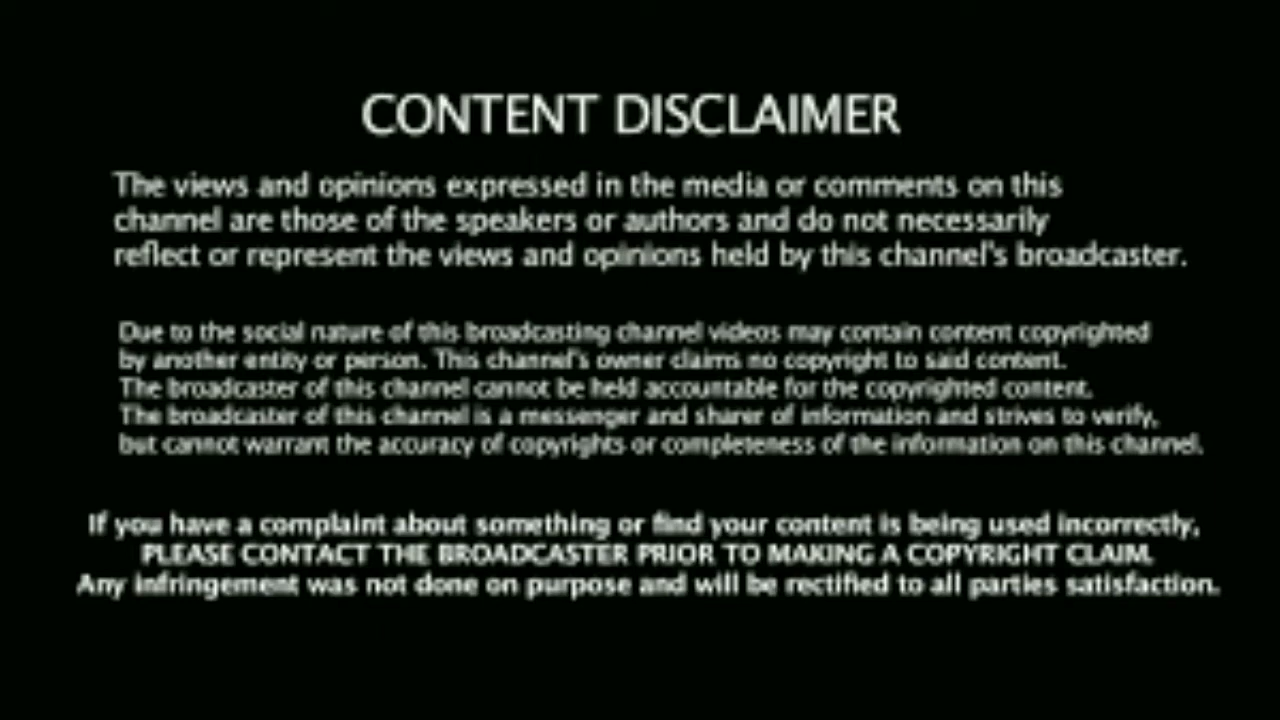 CONTENT DISCLAIMER
The views and opinions expressed in the media or comments on this
channel are those of the speakers or authors and do not necessarily
reflect or represent the views and opinions held by this channel's broadcaster.
Due to the social nature of this broadcasting channel videos may contain content copyrighted
by another entity or person. This channel's owner claims no copyright to said content.
The broadcaster of this channel cannot be held accountable for the copyrighted content.
The broadcaster of this channel is a messenger and sharer of information and strives to verify,
but cannot warrant the accuracy of copyrights or completeness of the information on this channel.
If you have a complaint about something or find your content is being used incorrectly,
PLEASE CONTACT THE BROADCASTER PRIOR TO MAKING A COPYRIGHT CLAIM.
Any infringement was not done on purpose and will be rectified to all parties satisfaction.